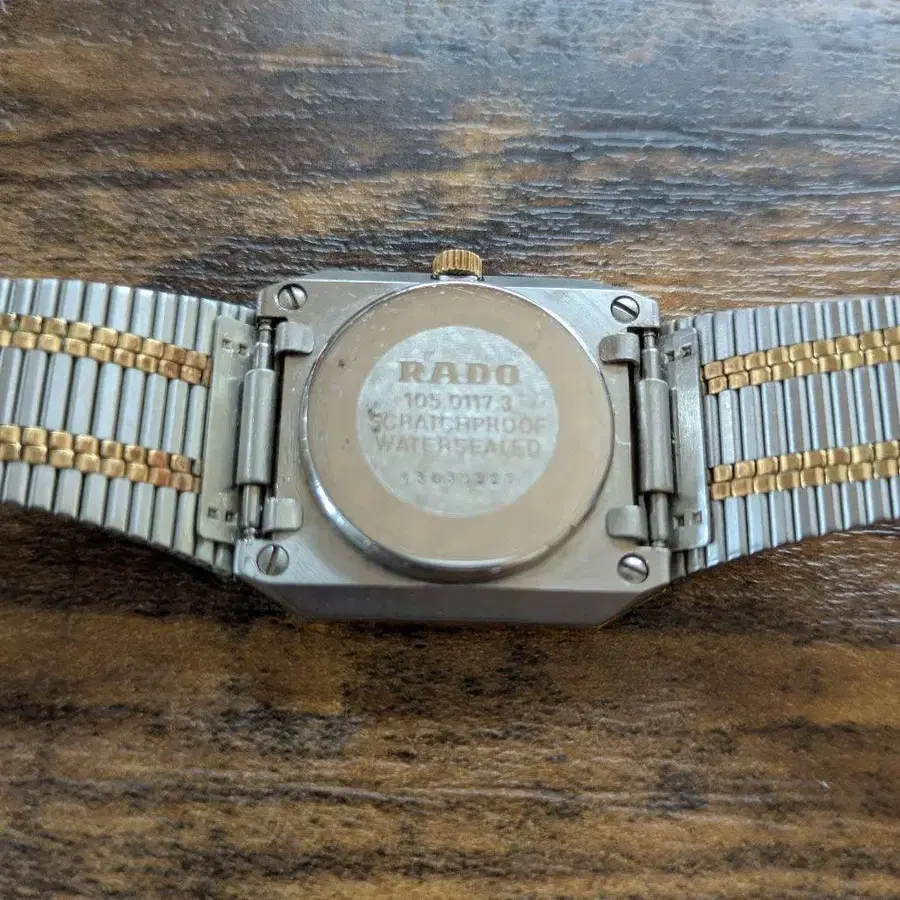 RADO
105.0117.3
SCRATCHPROOF
WATERSEALED